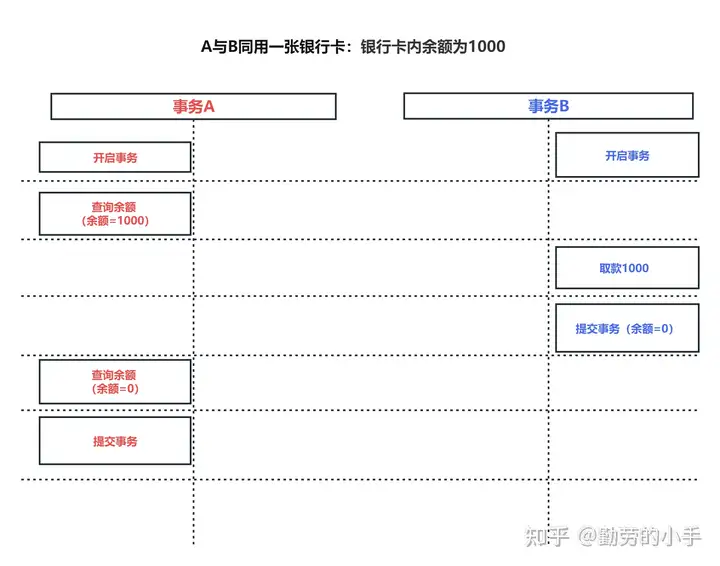 A与B同用一张银行卡：银行卡内余额为1000
事务A
事务B
开启事务
开启事务
查询余额
（余额=1000）
取款1000
提交事务（余额=0）
查询余额
（余额=0）
提交事务
知乎 @勤劳的小手